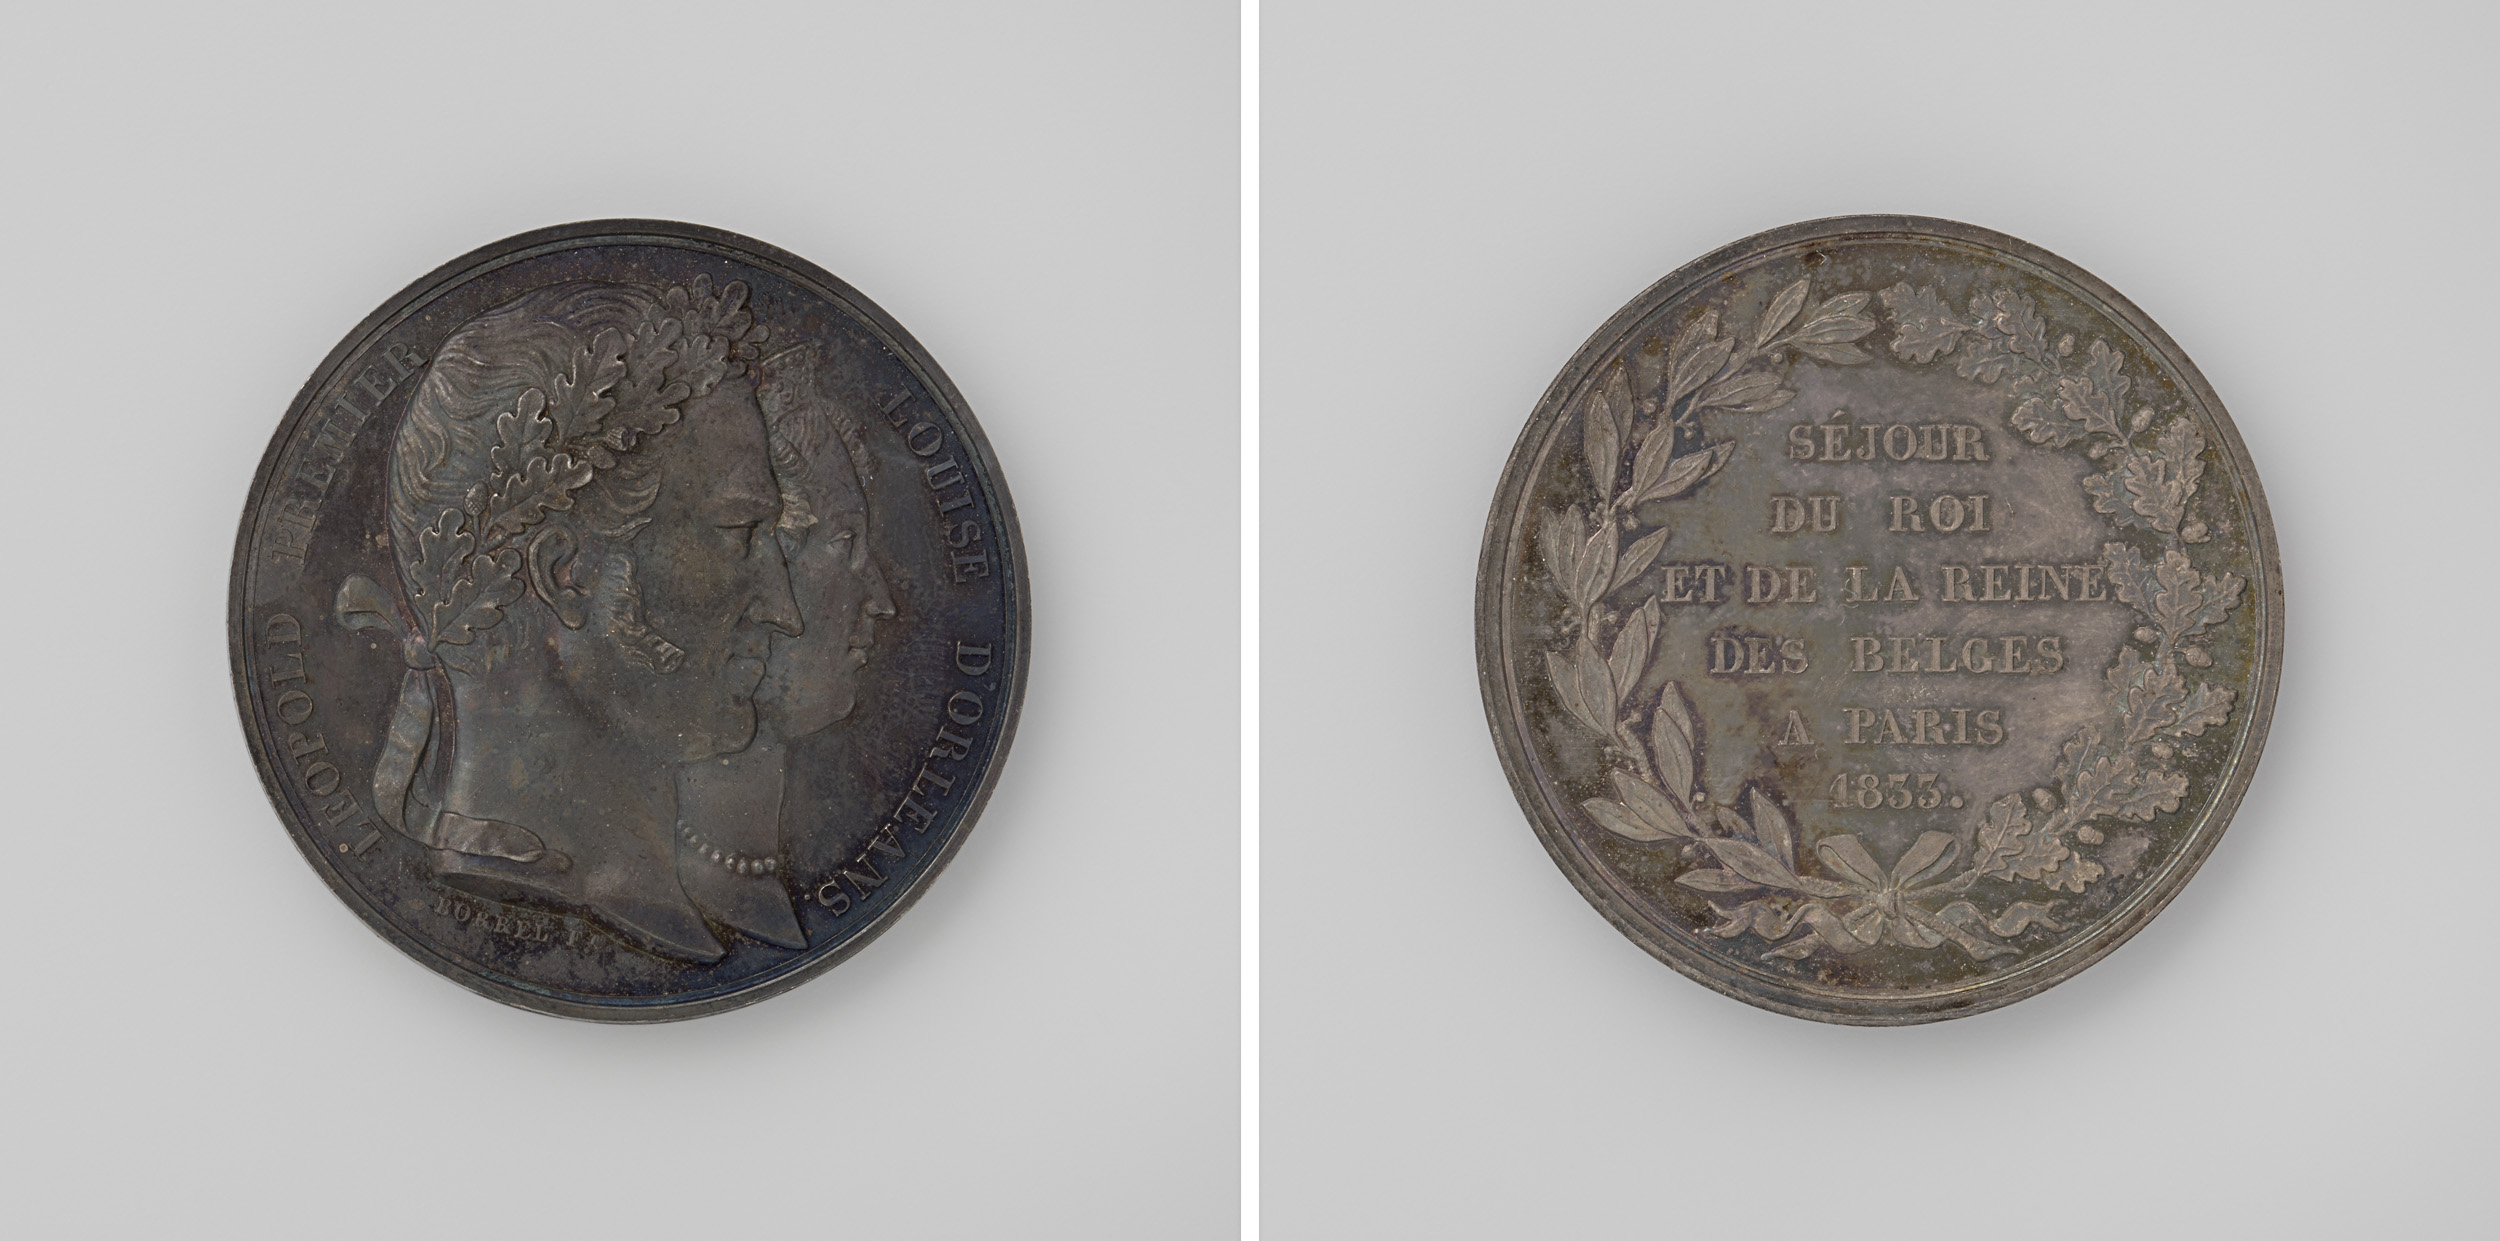 LEOPOLD PREMIER
LOUISE D'ORLEANS.
BORREL F.
SÉJOUR
DU ROI
ET DE LA REINE
DES BELGES
A PARIS
1833.